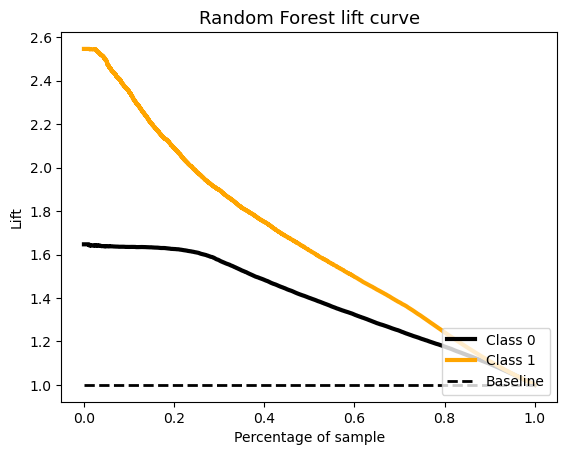 Random Forest lift curve
Lift
2.6
2.4
2.2
2.0
1.8
1.6
1.4
1.2
1.0
0.0 0.2 0.4 0.6 0.8 1.0
Percentage of sample
Class 0
Class 1
Baseline